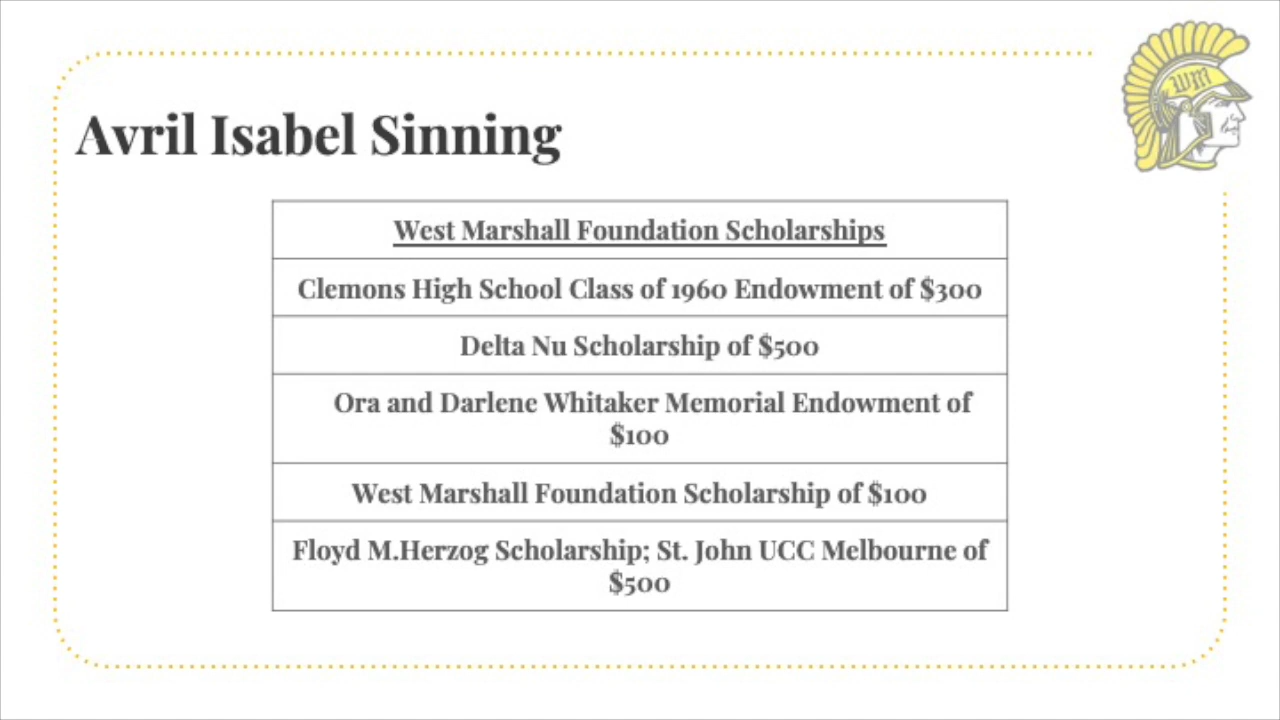 WM
Avril Isabel Sinning
West Marshall Foundation Scholarships
Clemons High School Class of 1960 Endowment of $300
Delta Nu Scholarship of $500
Ora and Darlene Whitaker Memorial Endowment of
$100
West Marshall Foundation Scholarship of $100
Floyd M.Herzog Scholarship; St. John UCC Melbourne of
$500